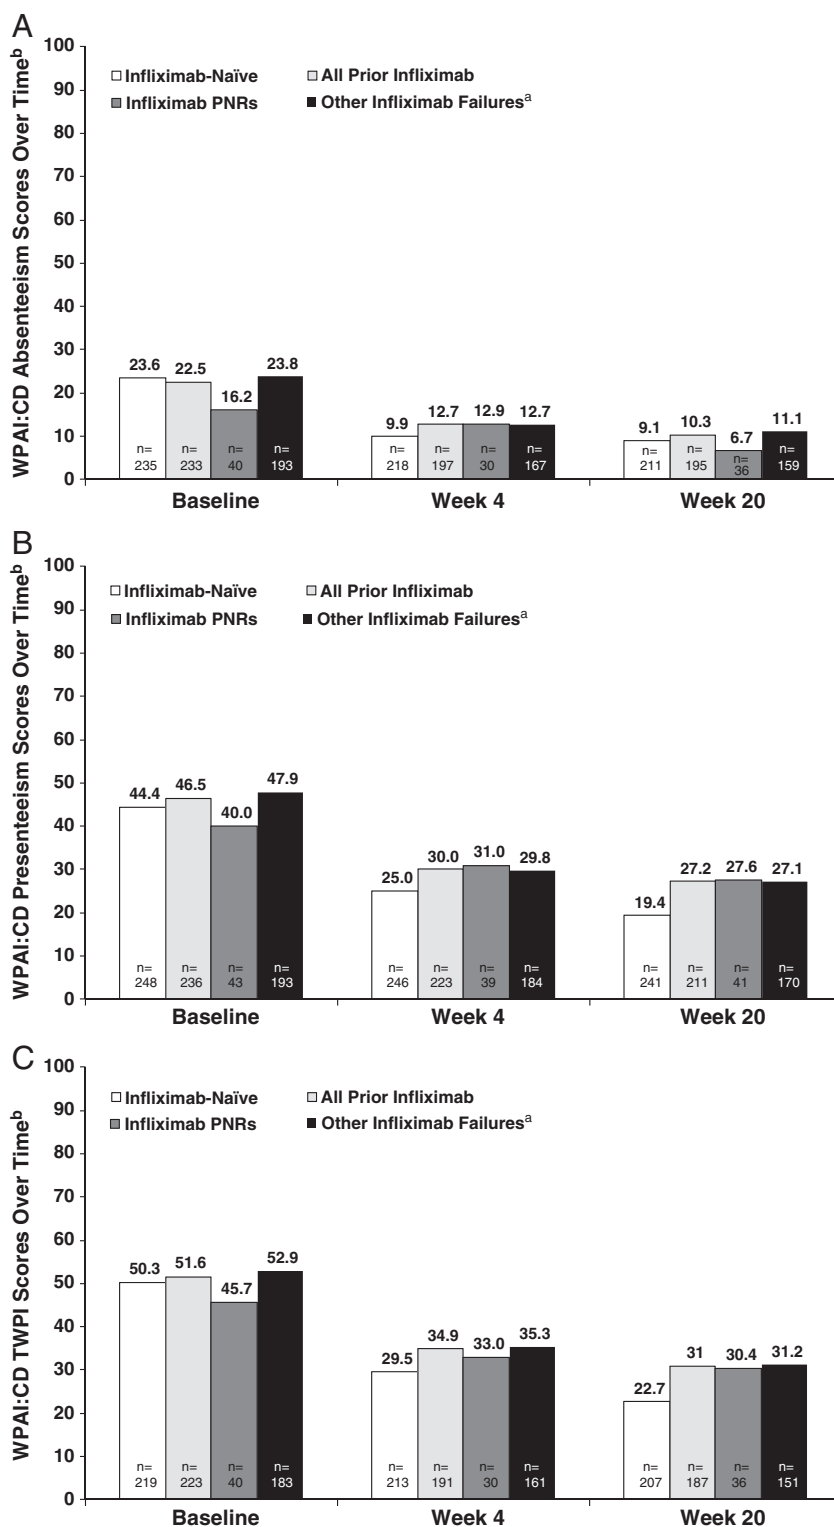 A
WPAI:CD Absenteeism Scores Over Timeᵇ
100
90
80
70
60
50
40
30
20
10
0
Infliximab-Naïve All Prior Infliximab
Infliximab PNRs Other Infliximab Failuresᵃ
23.6 22.5 16.2 23.8
9.9 12.7 12.9 12.7
9.1 10.3 6.7 11.1
n= n= n= n= n= n= n= n= n= n= n= n=
235 233 40 193 218 197 30 167 211 195 36 159
Baseline Week 4 Week 20
B
WPAI:CD Presenteeism Scores Over Timeᵇ
100
90
80
70
60
50
40
30
20
10
0
Infliximab-Naïve All Prior Infliximab
Infliximab PNRs Other Infliximab Failuresᵃ
44.4 46.5 40.0 47.9
25.0 30.0 31.0 29.8
19.4 27.2 27.6 27.1
n= n= n= n= n= n= n= n= n= n= n= n=
248 236 43 193 246 223 39 184 241 211 41 170
Baseline Week 4 Week 20
C
WPAI:CD TWPI Scores Over Timeᵇ
100
90
80
70
60
50
40
30
20
10
0
Infliximab-Naïve All Prior Infliximab
Infliximab PNRs Other Infliximab Failuresᵃ
50.3 51.6 45.7 52.9
29.5 34.9 33.0 35.3
22.7 31 30.4 31.2
n= n= n= n= n= n= n= n= n= n= n= n=
219 223 40 183 213 191 30 161 207 187 36 151
Baseline Week 4 Week 20